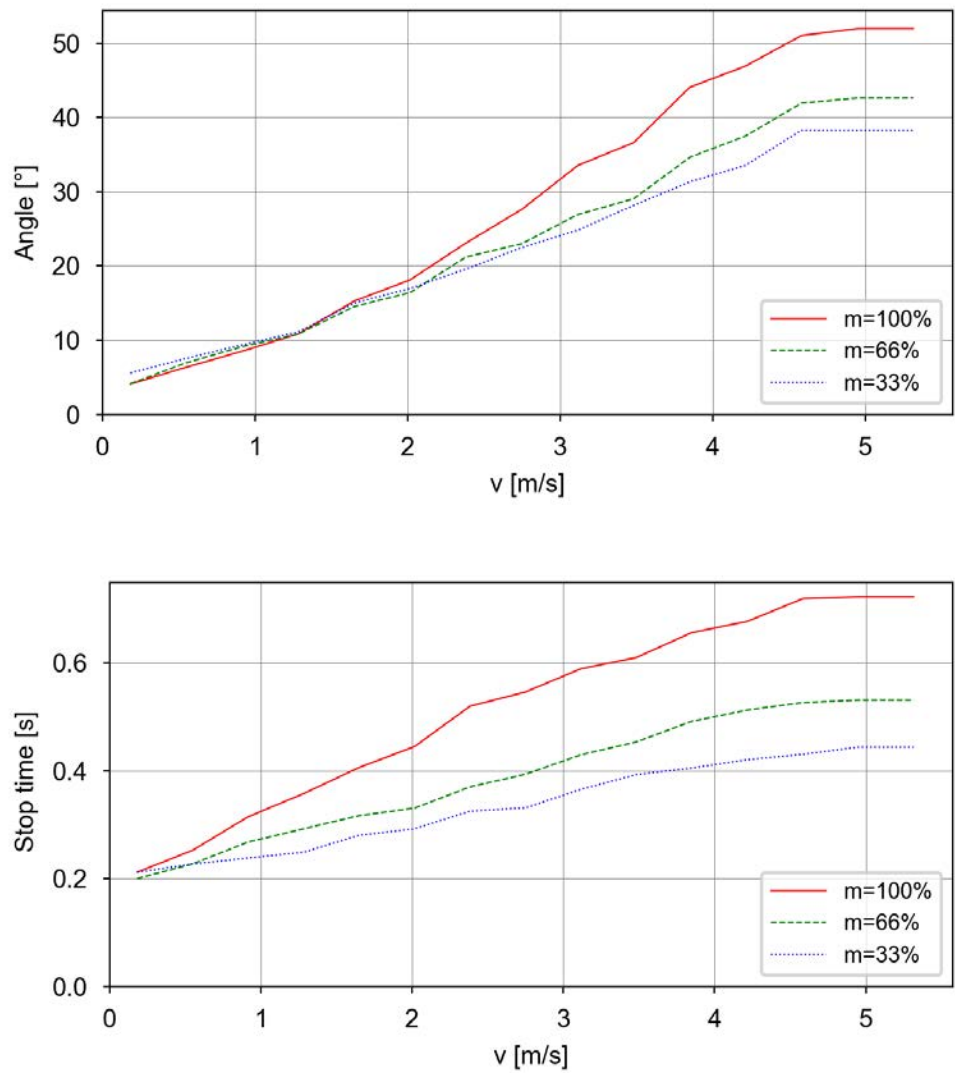 50
40
30
20
10
0
Angle [°]
m=100%
m=66%
m=33%
0 1 2 3 4 5
v [m/s]
0.6
0.4
0.2
0.0
Stop time [s]
m=100%
m=66%
m=33%
0 1 2 3 4 5
v [m/s]